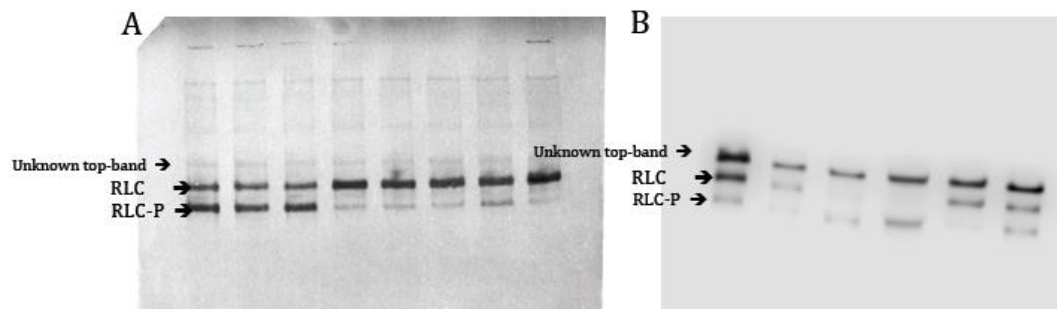 A
B
Unknown top-band
RLC
RLC-P
Unknown top-band
RLC
RLC-P